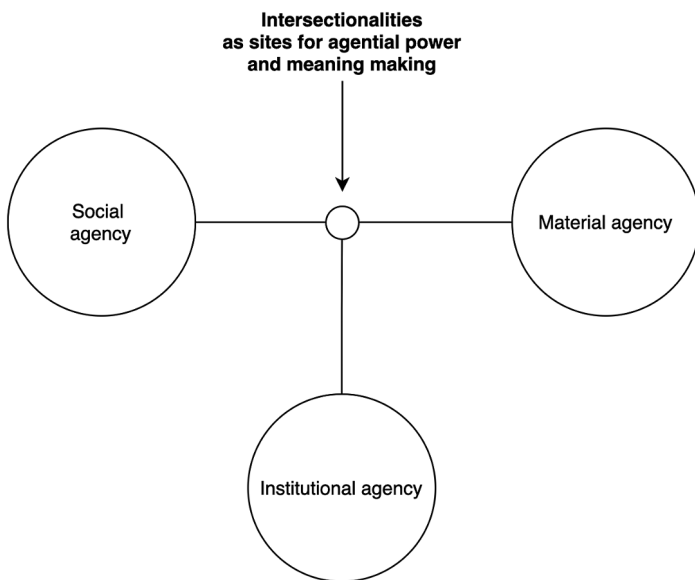 Intersectionalities
as sites for agential power
and meaning making
Social
agency
Material agency
Institutional agency